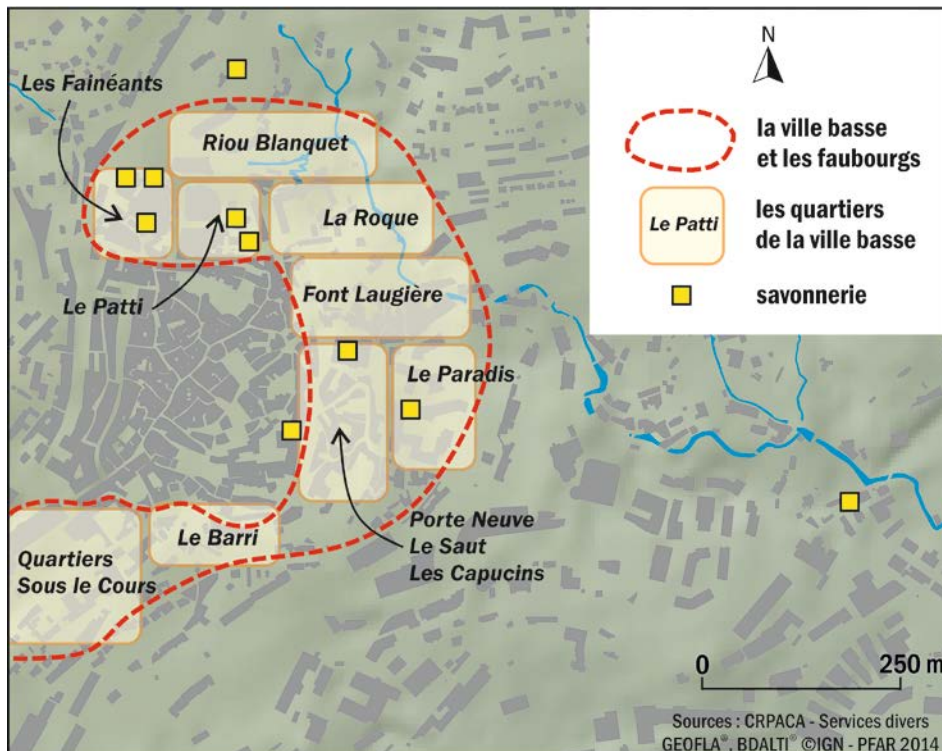 Les Fainéants
Riou Blanquet
La Roque
Le Patti
Font Laugière
Le Paradis
Le Barri
Quartiers
Sous le Cours
Porte Neuve
Le Saut
Les Capucins
N
la ville basse
et les faubourgs
Le Patti
les quartiers
de la ville basse
savonnerie
0 250 m
Sources : CRPACA - Services divers
GEOFLA®, BDALTI® ©IGN - PFAR 2014